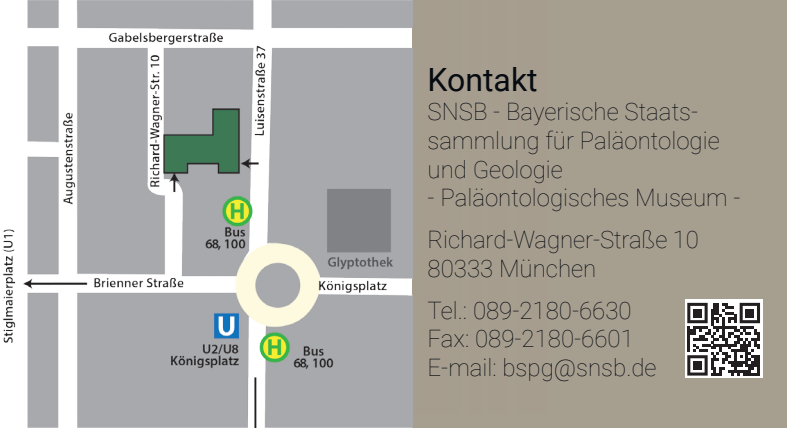 Gabelsbergerstraße
Richard-Wagner-Str. 10
Luisenstraße 37
Augustenstraße
Stiglmaierplatz (U1)
H
Bus
68, 100
Glyptothek
Brienner Straße
Königsplatz
U
U2/U8
Königsplatz
H
Bus
68, 100
Kontakt
SNSB - Bayerische Staats-
sammlung für Paläontologie
und Geologie
- Paläontologisches Museum -
Richard-Wagner-Straße 10
80333 München
Tel.: 089-2180-6630
Fax: 089-2180-6601
E-mail: bspg@snsb.de